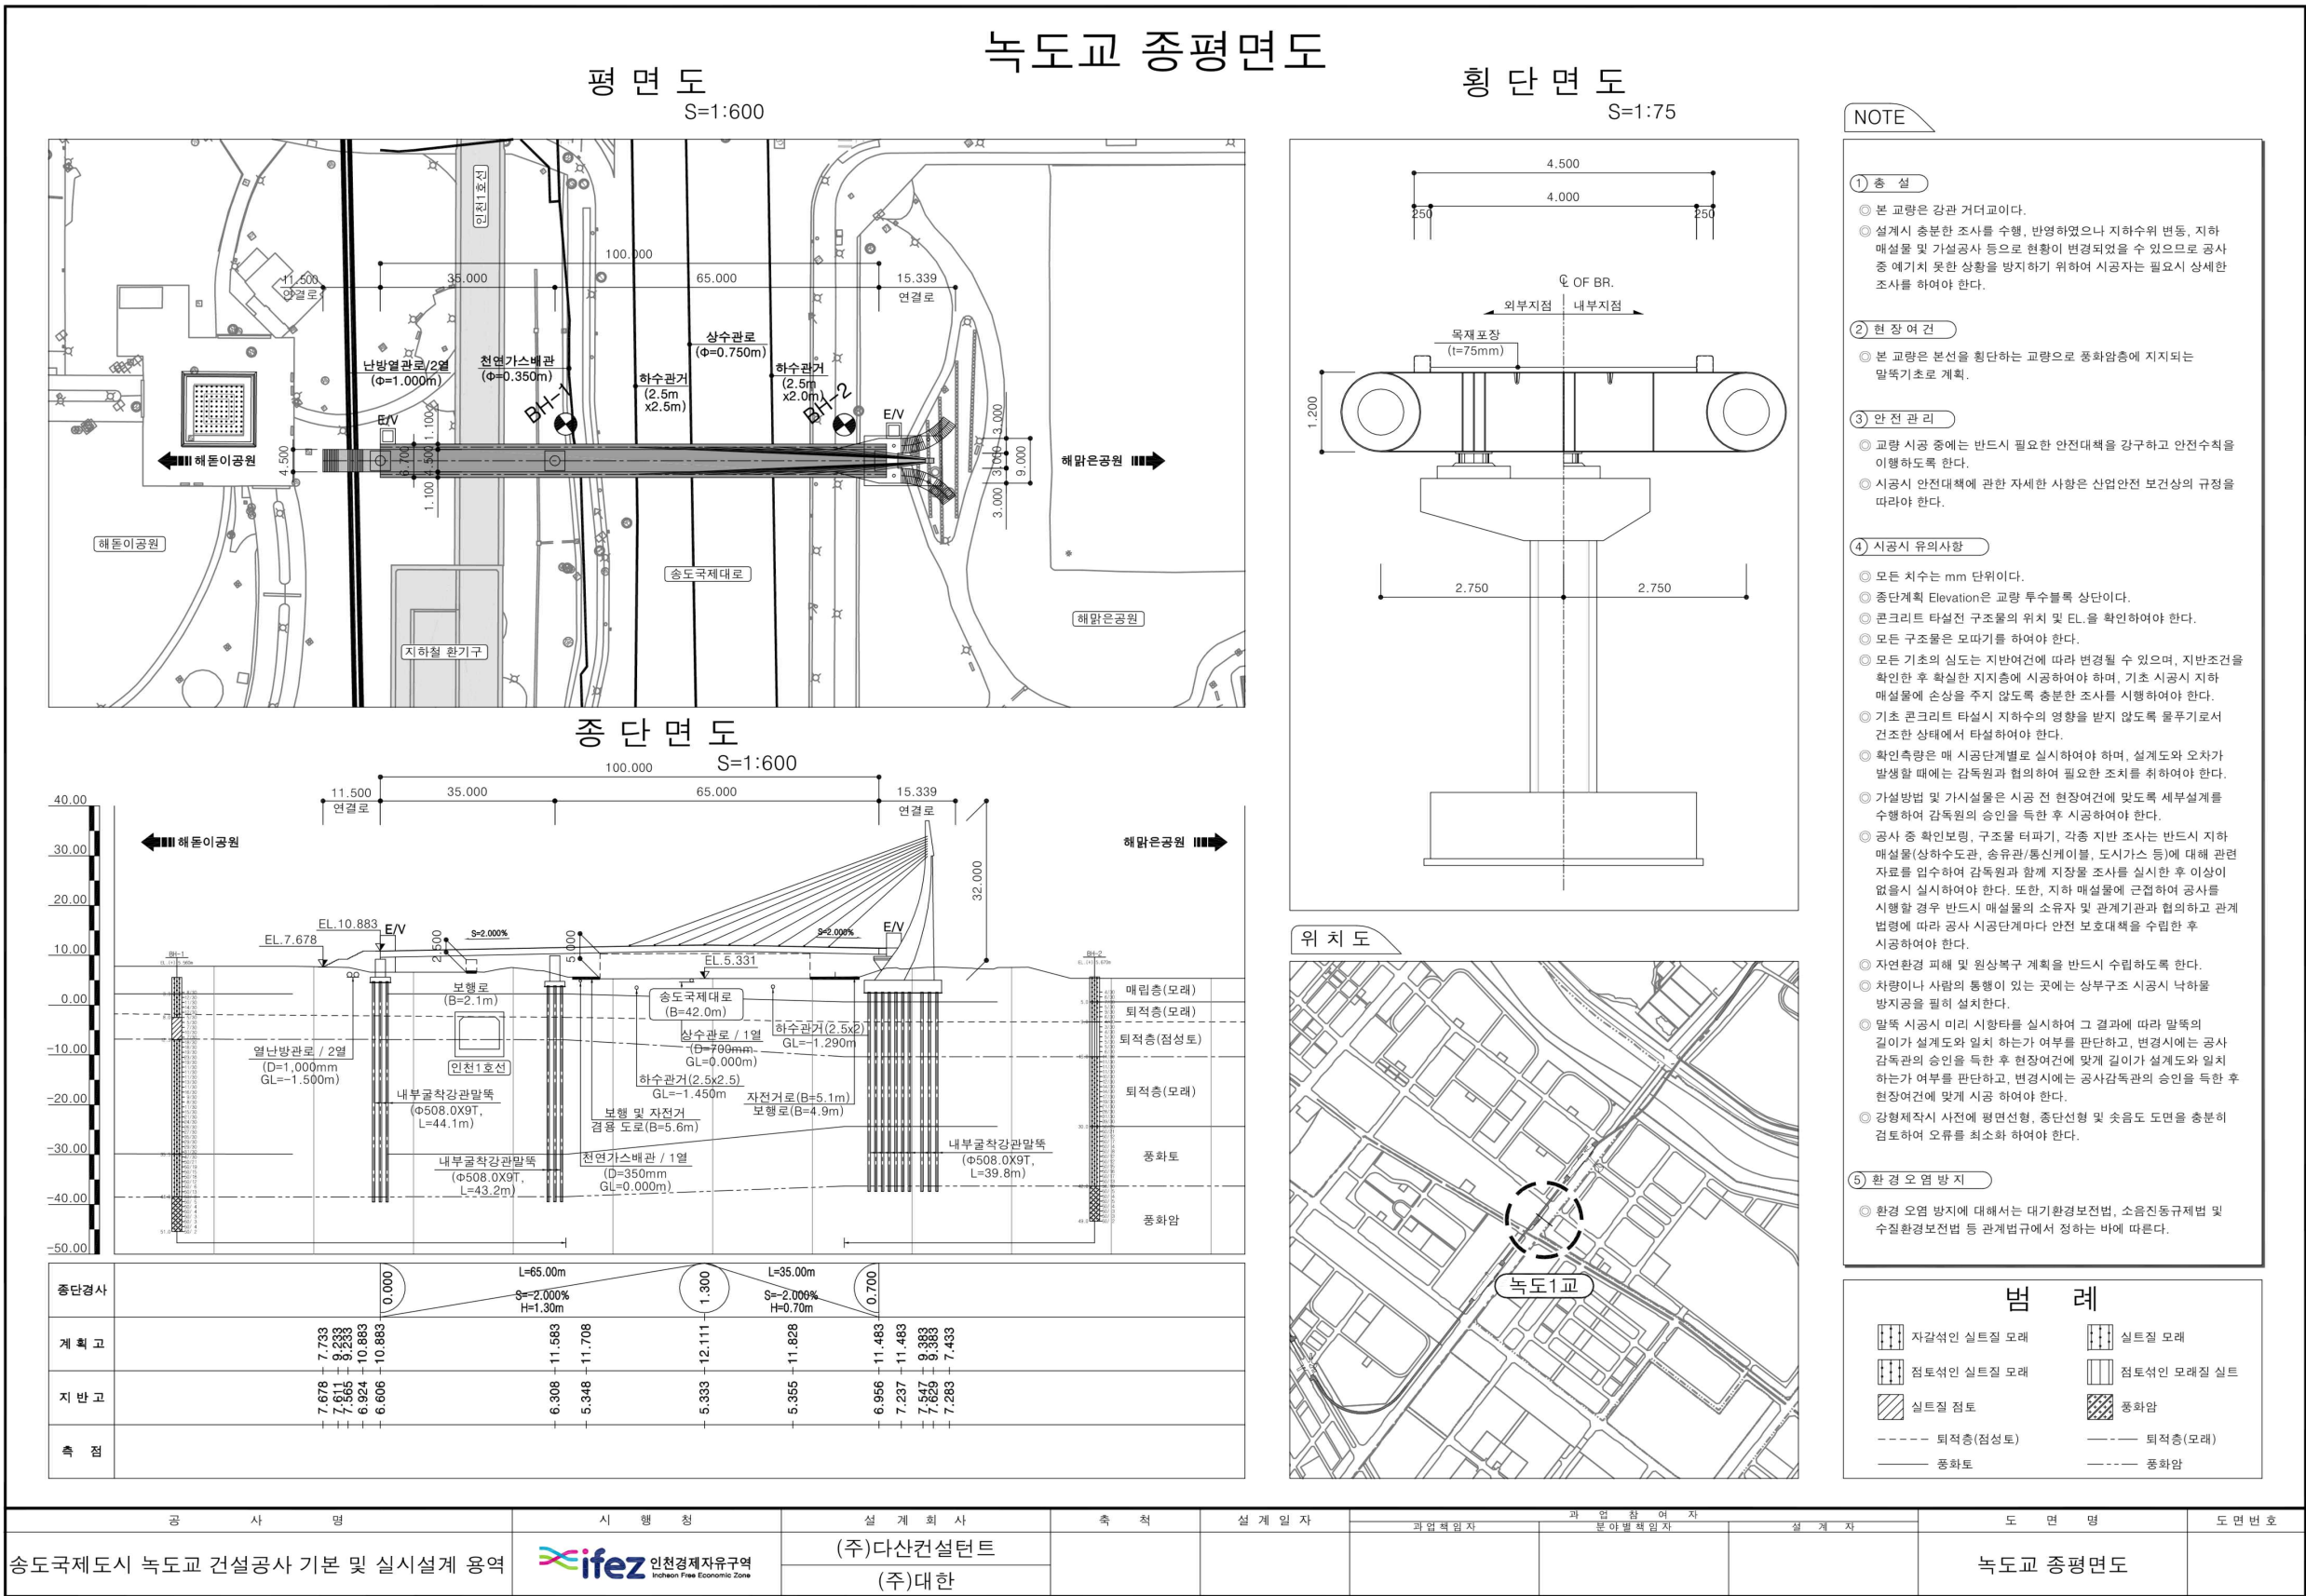 녹도교 종평면도
평 면 도
S=1:600
100.000
11.500
연결로
35.000
65.000
15.339
연결로
인천1호선
난방열관로/2열
(Φ=1.000m)
천연가스배관
(Φ=0.350m)
상수관로
(Φ=0.750m)
하수관거
(2.5m
x2.5m)
하수관거
(2.5m
x2.0m)
BH-1
BH-2
E/V
E/V
해돋이공원
해맑은공원
4.500
6.700
1.100
4.500
1.100
3.000
3.000
3.000
9.000
해돋이공원
송도국제대로
지하철 환기구
해맑은공원
종 단 면 도
S=1:600
100.000
11.500
연결로
35.000
65.000
15.339
연결로
40.00
30.00
20.00
10.00
0.00
-10.00
-20.00
-30.00
-40.00
-50.00
해돋이공원
해맑은공원
32.000
EL.10.883
EL.7.678
E/V
2.500
S=2.000%
5.000
S=2.000%
E/V
EL.5.331
BH-1
BH-2
보행로
(B=2.1m)
송도국제대로
(B=42.0m)
인천1호선
열난방관로 / 2열
(D=1,000mm
GL=-1.500m)
상수관로 / 1열
(D=700mm
GL=0.000m)
하수관거(2.5x2)
GL=-1.290m
하수관거(2.5x2.5)
GL=-1.450m
자전거로(B=5.1m)
보행로(B=4.9m)
보행 및 자전거
겸용 도로(B=5.6m)
내부굴착강관말뚝
(Φ508.0X9T,
L=44.1m)
내부굴착강관말뚝
(Φ508.0X9T,
L=43.2m)
천연가스배관 / 1열
(D=350mm
GL=0.000m)
내부굴착강관말뚝
(Φ508.0X9T,
L=39.8m)
매립층(모래)
퇴적층(모래)
퇴적층(점성토)
퇴적층(모래)
풍화토
풍화암
종단경사
0.000
L=65.00m
S=-2.000%
H=1.30m
1.300
L=35.00m
S=-2.000%
H=0.70m
0.700
계 획 고
7.733 9.233 9.233 10.883 10.883 11.583 11.708 12.111 11.828 11.483 11.483 9.383 9.383 7.433
지 반 고
7.678 7.611 7.565 6.924 6.606 6.308 5.348 5.333 5.355 6.956 7.237 7.547 7.629 7.283
측 점
횡 단 면 도
S=1:75
4.500
4.000
250
250
℄ OF BR.
외부지점
내부지점
목재포장
(t=75mm)
1.200
2.750
2.750
위 치 도
녹도1교
NOTE
① 총 설
◎ 본 교량은 강관 거더교이다.
◎ 설계시 충분한 조사를 수행, 반영하였으나 지하수위 변동, 지하
매설물 및 가설공사 등으로 현황이 변경되었을 수 있으므로 공사
중 예기치 못한 상황을 방지하기 위하여 시공자는 필요시 상세한
조사를 하여야 한다.
② 현 장 여 건
◎ 본 교량은 본선을 횡단하는 교량으로 풍화암층에 지지되는
말뚝기초로 계획.
③ 안 전 관 리
◎ 교량 시공 중에는 반드시 필요한 안전대책을 강구하고 안전수칙을
이행하도록 한다.
◎ 시공시 안전대책에 관한 자세한 사항은 산업안전 보건상의 규정을
따라야 한다.
④ 시공시 유의사항
◎ 모든 치수는 mm 단위이다.
◎ 종단계획 Elevation은 교량 투수블록 상단이다.
◎ 콘크리트 타설전 구조물의 위치 및 EL.을 확인하여야 한다.
◎ 모든 구조물은 모따기를 하여야 한다.
◎ 모든 기초의 심도는 지반여건에 따라 변경될 수 있으며, 지반조건을
확인한 후 확실한 지지층에 시공하여야 하며, 기초 시공시 지하
매설물에 손상을 주지 않도록 충분한 조사를 시행하여야 한다.
◎ 기초 콘크리트 타설시 지하수의 영향을 받지 않도록 물푸기로서
건조한 상태에서 타설하여야 한다.
◎ 확인측량은 매 시공단계별로 실시하여야 하며, 설계도와 오차가
발생할 때에는 감독원과 협의하여 필요한 조치를 취하여야 한다.
◎ 가설방법 및 가시설물은 시공 전 현장여건에 맞도록 세부설계를
수행하여 감독원의 승인을 득한 후 시공하여야 한다.
◎ 공사 중 확인보링, 구조물 터파기, 각종 지반 조사는 반드시 지하
매설물(상하수도관, 송유관/통신케이블, 도시가스 등)에 대해 관련
자료를 입수하여 감독원과 함께 지장물 조사를 실시한 후 이상이
없을시 실시하여야 한다. 또한, 지하 매설물에 근접하여 공사를
시행할 경우 반드시 매설물의 소유자 및 관계기관과 협의하고 관계
법령에 따라 공사 시공단계마다 안전 보호대책을 수립한 후
시공하여야 한다.
◎ 자연환경 피해 및 원상복구 계획을 반드시 수립하도록 한다.
◎ 차량이나 사람의 통행이 있는 곳에는 상부구조 시공시 낙하물
방지공을 필히 설치한다.
◎ 말뚝 시공시 미리 시항타를 실시하여 그 결과에 따라 말뚝의
길이가 설계도와 일치 하는가 여부를 판단하고, 변경시에는 공사
감독관의 승인을 득한 후 현장여건에 맞게 길이가 설계도와 일치
하는가 여부를 판단하고, 변경시에는 공사감독관의 승인을 득한 후
현장여건에 맞게 시공 하여야 한다.
◎ 강형제작시 사전에 평면선형, 종단선형 및 솟음도 도면을 충분히
검토하여 오류를 최소화 하여야 한다.
⑤ 환 경 오 염 방 지
◎ 환경 오염 방지에 대해서는 대기환경보전법, 소음진동규제법 및
수질환경보전법 등 관계법규에서 정하는 바에 따른다.
범 례
자갈섞인 실트질 모래
실트질 모래
점토섞인 실트질 모래
점토섞인 모래질 실트
실트질 점토
풍화암
퇴적층(점성토)
퇴적층(모래)
풍화토
풍화암
공 사 명
시 행 청
설 계 회 사
축 척
설 계 일 자
과 업 참 여 자
과업책임자
분야별책임자
설 계 자
도 면 명
도면번호
송도국제도시 녹도교 건설공사 기본 및 실시설계 용역
ifez 인천경제자유구역
Incheon Free Economic Zone
(주)다산컨설턴트
(주)대한
녹도교 종평면도